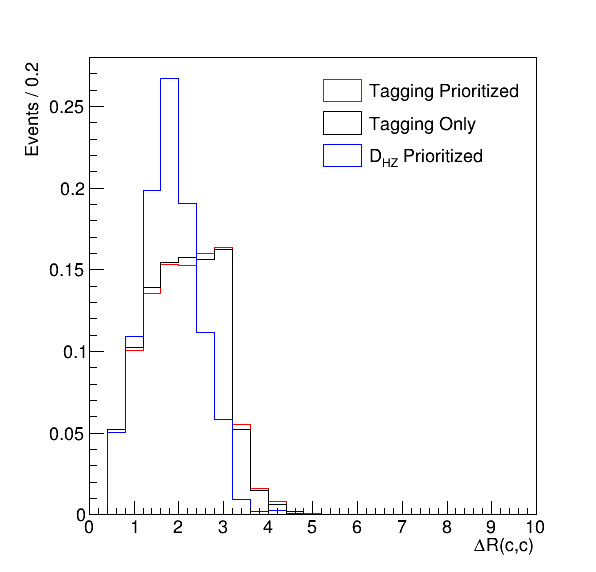 Events / 0.2
0.25
0.2
0.15
0.1
0.05
0
Tagging Prioritized
Tagging Only
D_HZ Prioritized
0 1 2 3 4 5 6 7 8 9 10
ΔR(c,c)